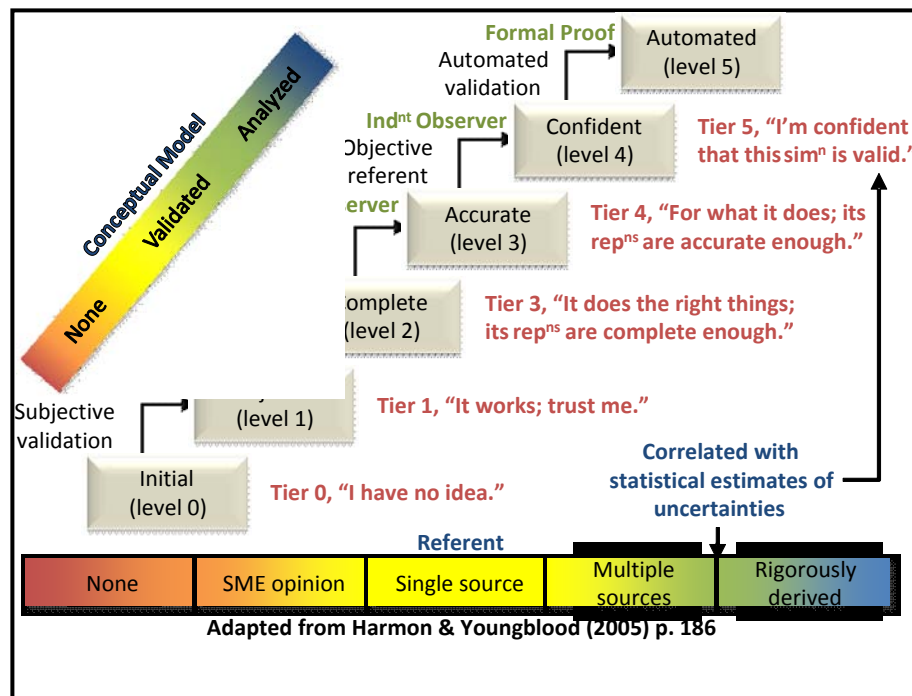 Formal Proof
Automated
validation
Automated
(level 5)
Conceptual Model
None
Validated
Analyzed
Indⁿᵗ Observer
Objective
referent
Confident
(level 4)
Tier 5, “I’m confident
that this simⁿ is valid.”
server
Accurate
(level 3)
Tier 4, “For what it does; its
repⁿˢ are accurate enough.”
omplete
(level 2)
Tier 3, “It does the right things;
its repⁿˢ are complete enough.”
Subjective
validation
(level 1)
Tier 1, “It works; trust me.”
Initial
(level 0)
Tier 0, “I have no idea.”
Correlated with
statistical estimates of
uncertainties
Referent
None
SME opinion
Single source
Multiple
sources
Rigorously
derived
Adapted from Harmon & Youngblood (2005) p. 186